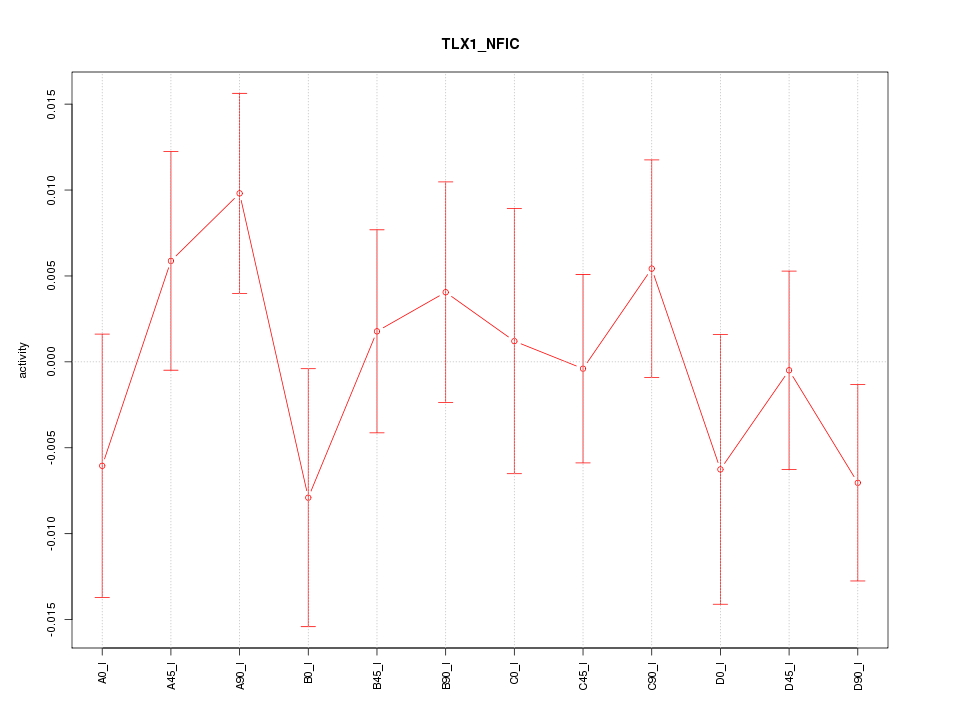 TLX1_NFIC
activity
0.015
0.010
0.005
0.000
-0.005
-0.010
-0.015
A0_I
A45_I
A90_I
B0_I
B45_I
B90_I
C0_I
C45_I
C90_I
D0_I
D45_I
D90_I